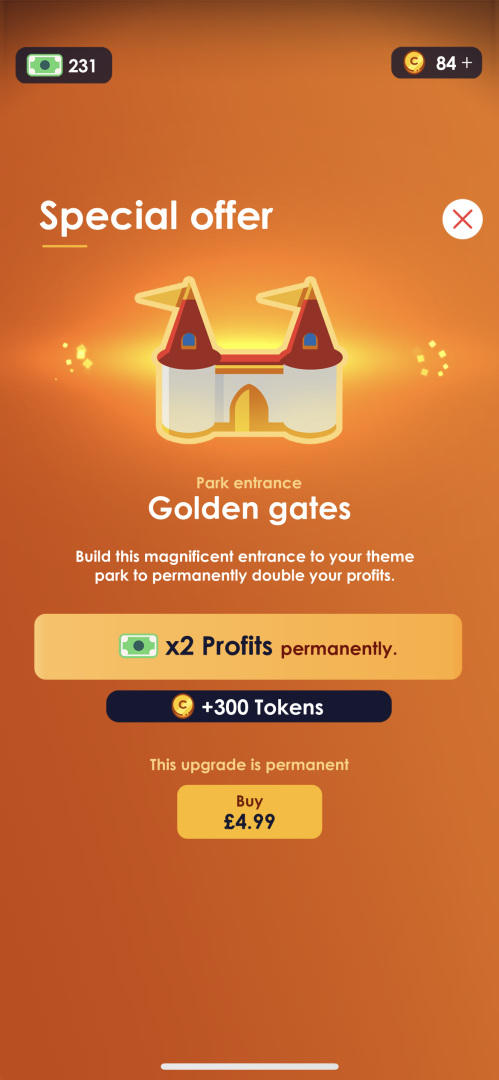 231
84 +
Special offer
Park entrance
Golden gates
Build this magnificent entrance to your theme
park to permanently double your profits.
x2 Profits permanently.
C +300 Tokens
This upgrade is permanent
Buy
£4.99